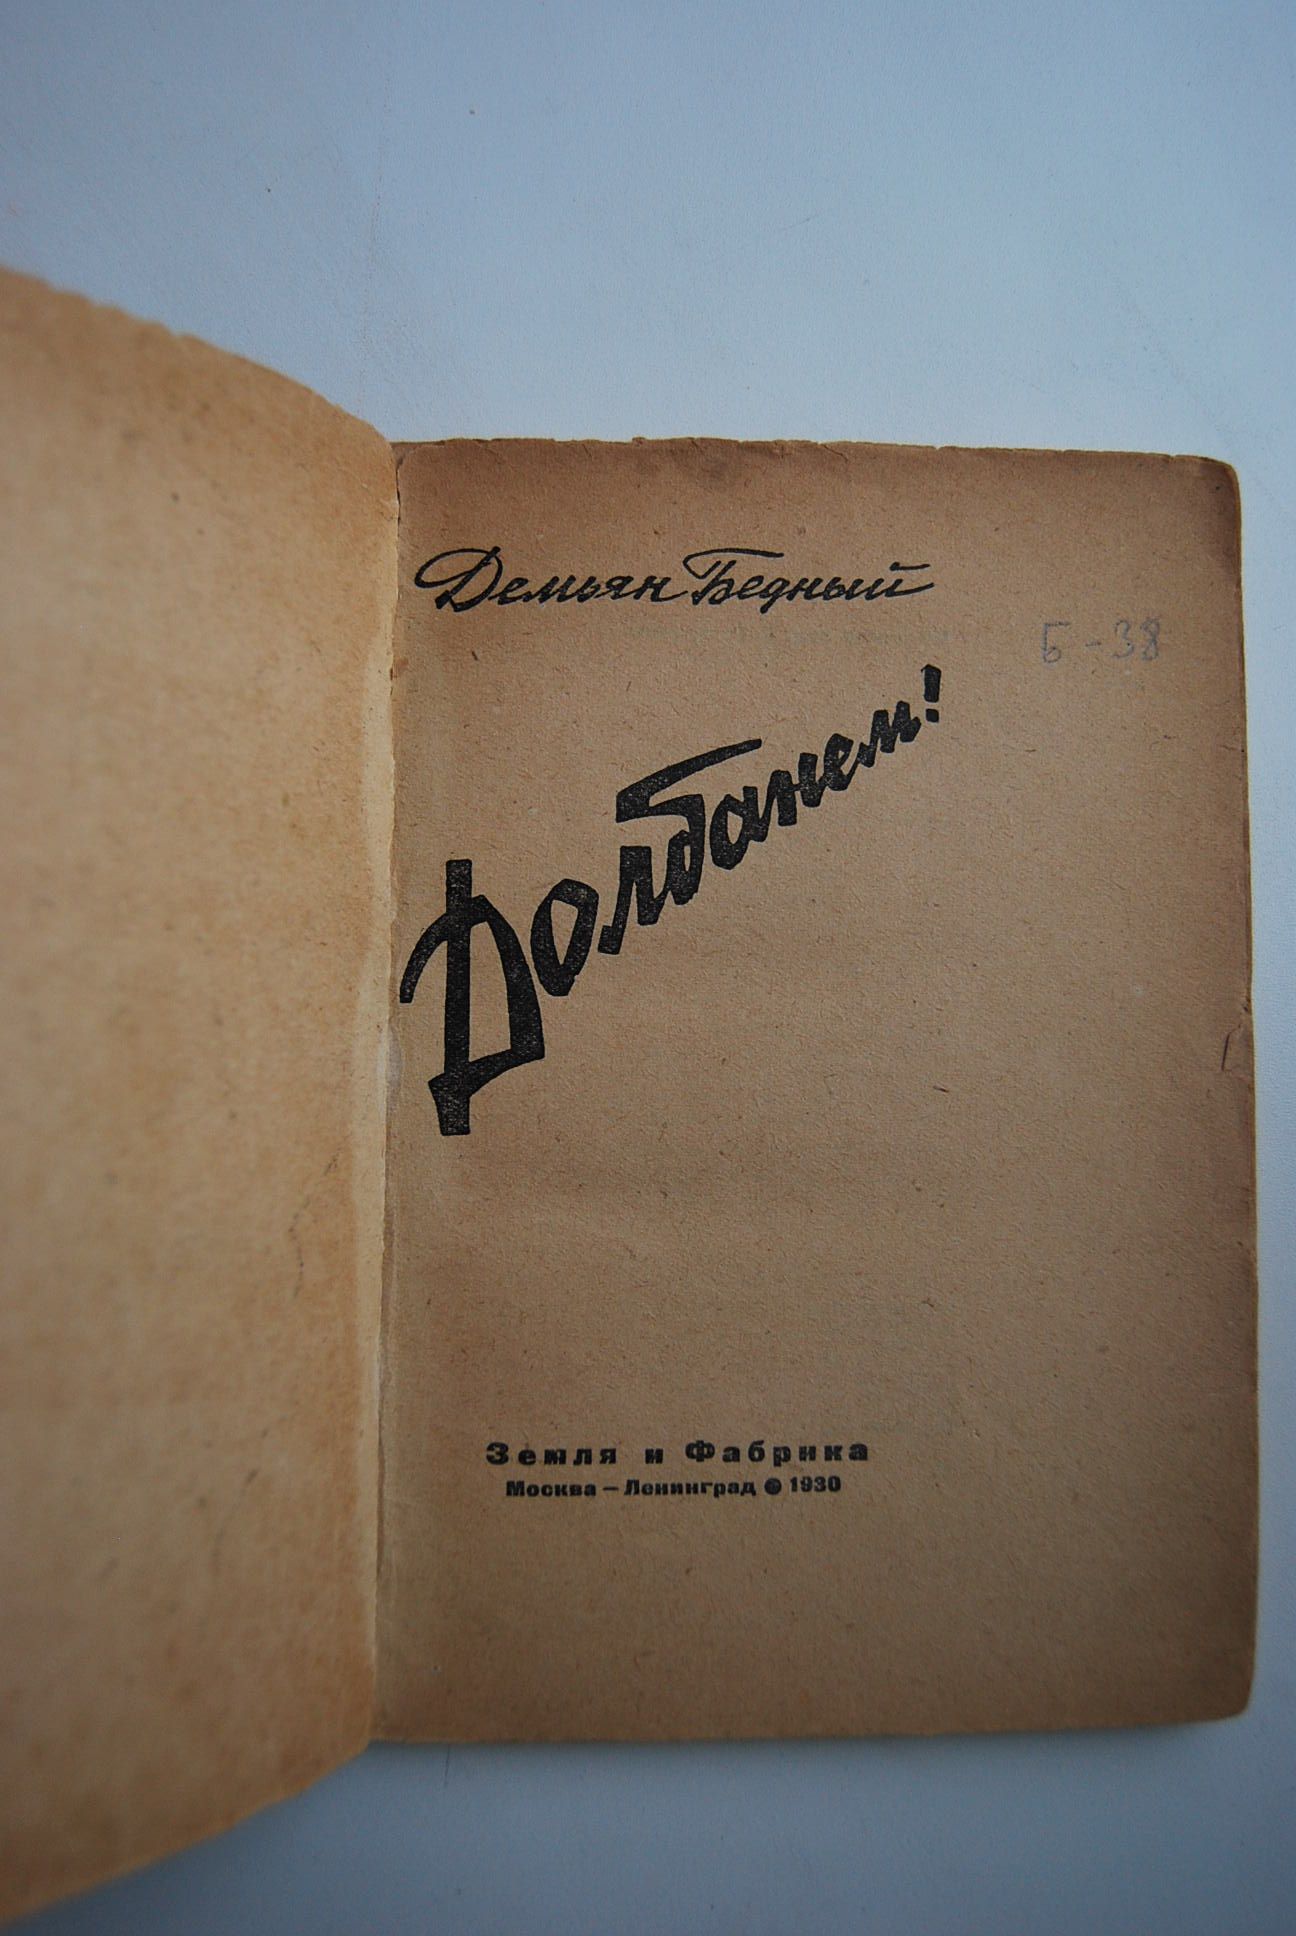 Демьян Бедный
Б-38
Долбанем!
Земля и Фабрика
Москва — Ленинград 1930